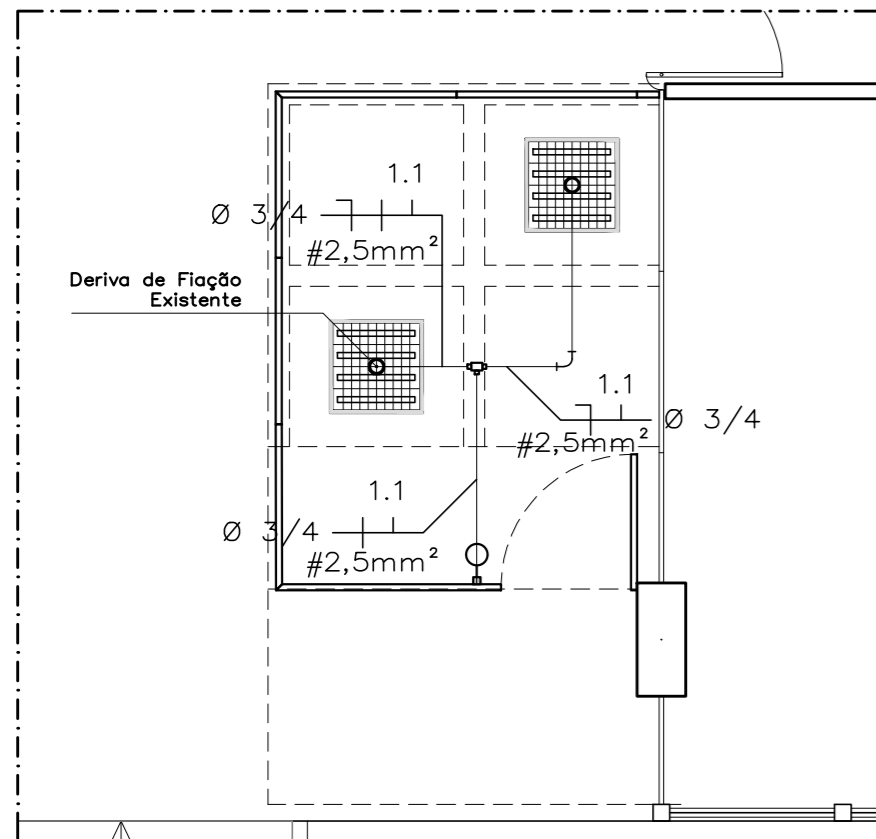 1.1
Ø 3/4
#2,5mm²
Deriva de Fiação
Existente
1.1
Ø 3/4
#2,5mm²
1.1
Ø 3/4
#2,5mm²